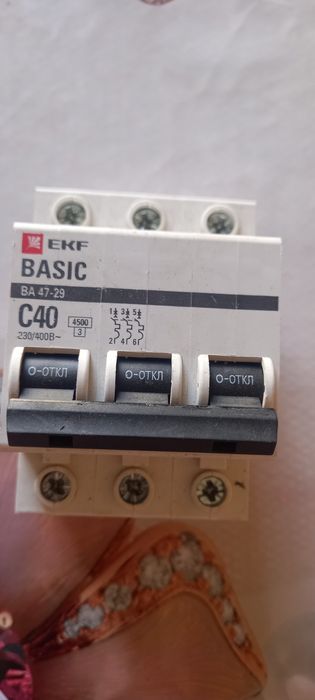 EKF
BASIC
ВА 47-29
C40
4500
3
230/400В~
1 3 5
2 4 6
О-ОТКЛ О-ОТКЛ О-ОТКЛ